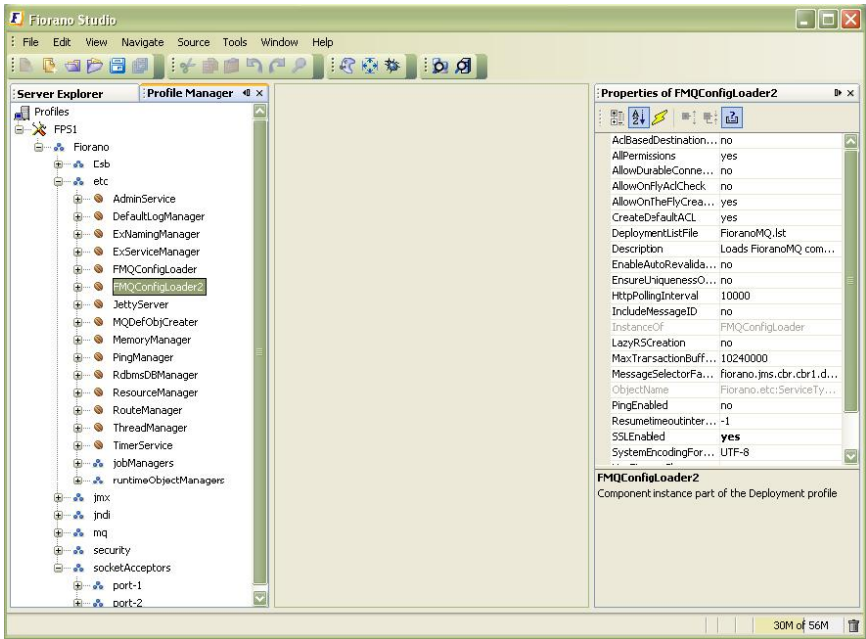 Fiorano Studio
File Edit View Navigate Source Tools Window Help
Server Explorer
Profile Manager
Profiles
FPS1
Fiorano
Esb
etc
AdminService
DefaultLogManager
ExNamingManager
ExServiceManager
FMQConfigLoader
FMQConfigLoader2
JettyServer
MQDefObjCreater
MemoryManager
PingManager
RdbmsDBManager
ResourceManager
RouteManager
ThreadManager
TimerService
jobManagers
runtimeObjectManagers
jmx
jndi
mq
security
socketAcceptors
port-1
port-2
Properties of FMQConfigLoader2
AclBasedDestination... no
AllPermissions yes
AllowDurableConne... no
AllowOnFlyAclCheck no
AllowOnTheFlyCrea... yes
CreateDefaultACL yes
DeploymentListFile FioranoMQ.lst
Description Loads FioranoMQ com...
EnableAutoRevalida... no
EnsureUniquenessO... no
HttpPollingInterval 10000
IncludeMessageID no
InstanceOf FMQConfigLoader
LazyRSCreation no
MaxTransactionBuff... 10240000
MessageSelectorFa... fiorano.jms.cbr.cbr1.d...
ObjectName Fiorano.etc:ServiceTy...
PingEnabled no
Resumetimeoutinter... -1
SSLEnabled yes
SystemEncodingFor... UTF-8
FMQConfigLoader2
Component instance part of the Deployment profile
30M of 56M